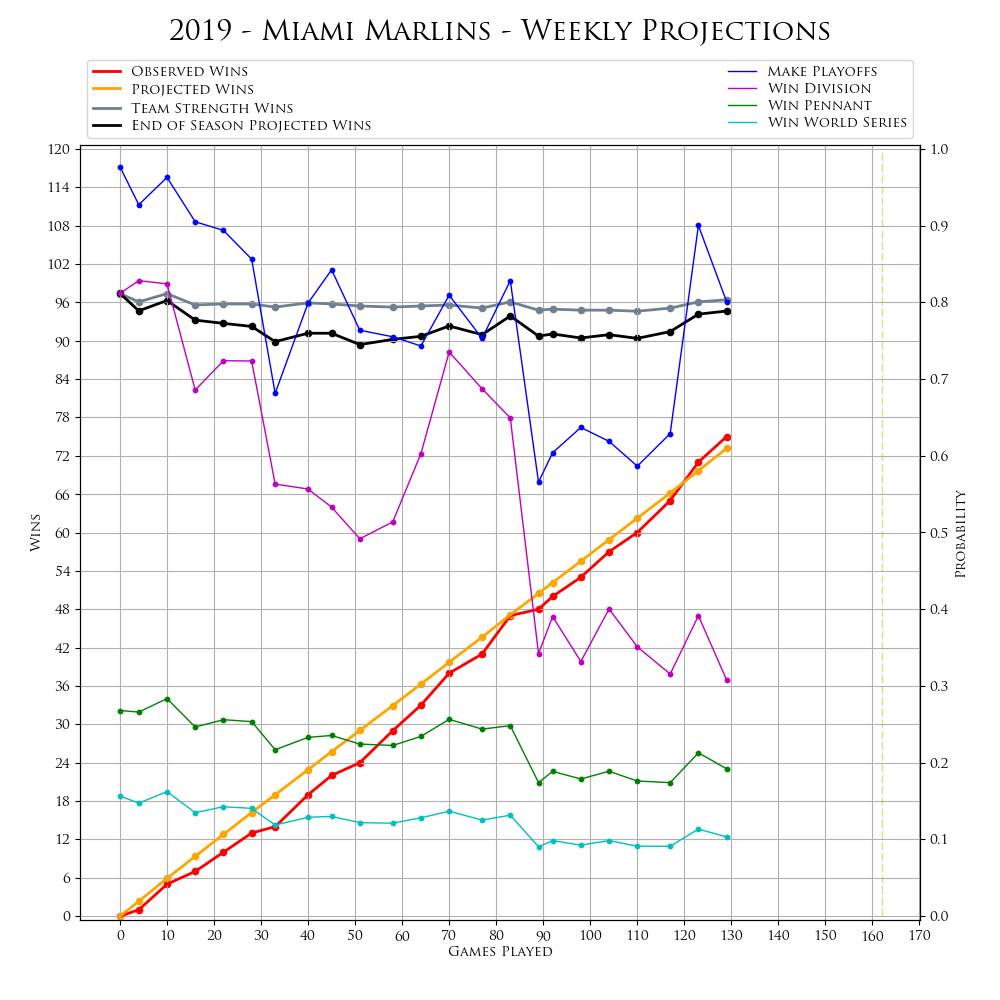 2019 - Miami Marlins - Weekly Projections
Observed Wins
Projected Wins
Team Strength Wins
End of Season Projected Wins
Make Playoffs
Win Division
Win Pennant
Win World Series
120
114
108
102
96
90
84
78
72
66
60
54
48
42
36
30
24
18
12
6
0
Wins
1.0
0.9
0.8
0.7
0.6
0.5
0.4
0.3
0.2
0.1
0.0
Probability
0 10 20 30 40 50 60 70 80 90 100 110 120 130 140 150 160 170
Games Played